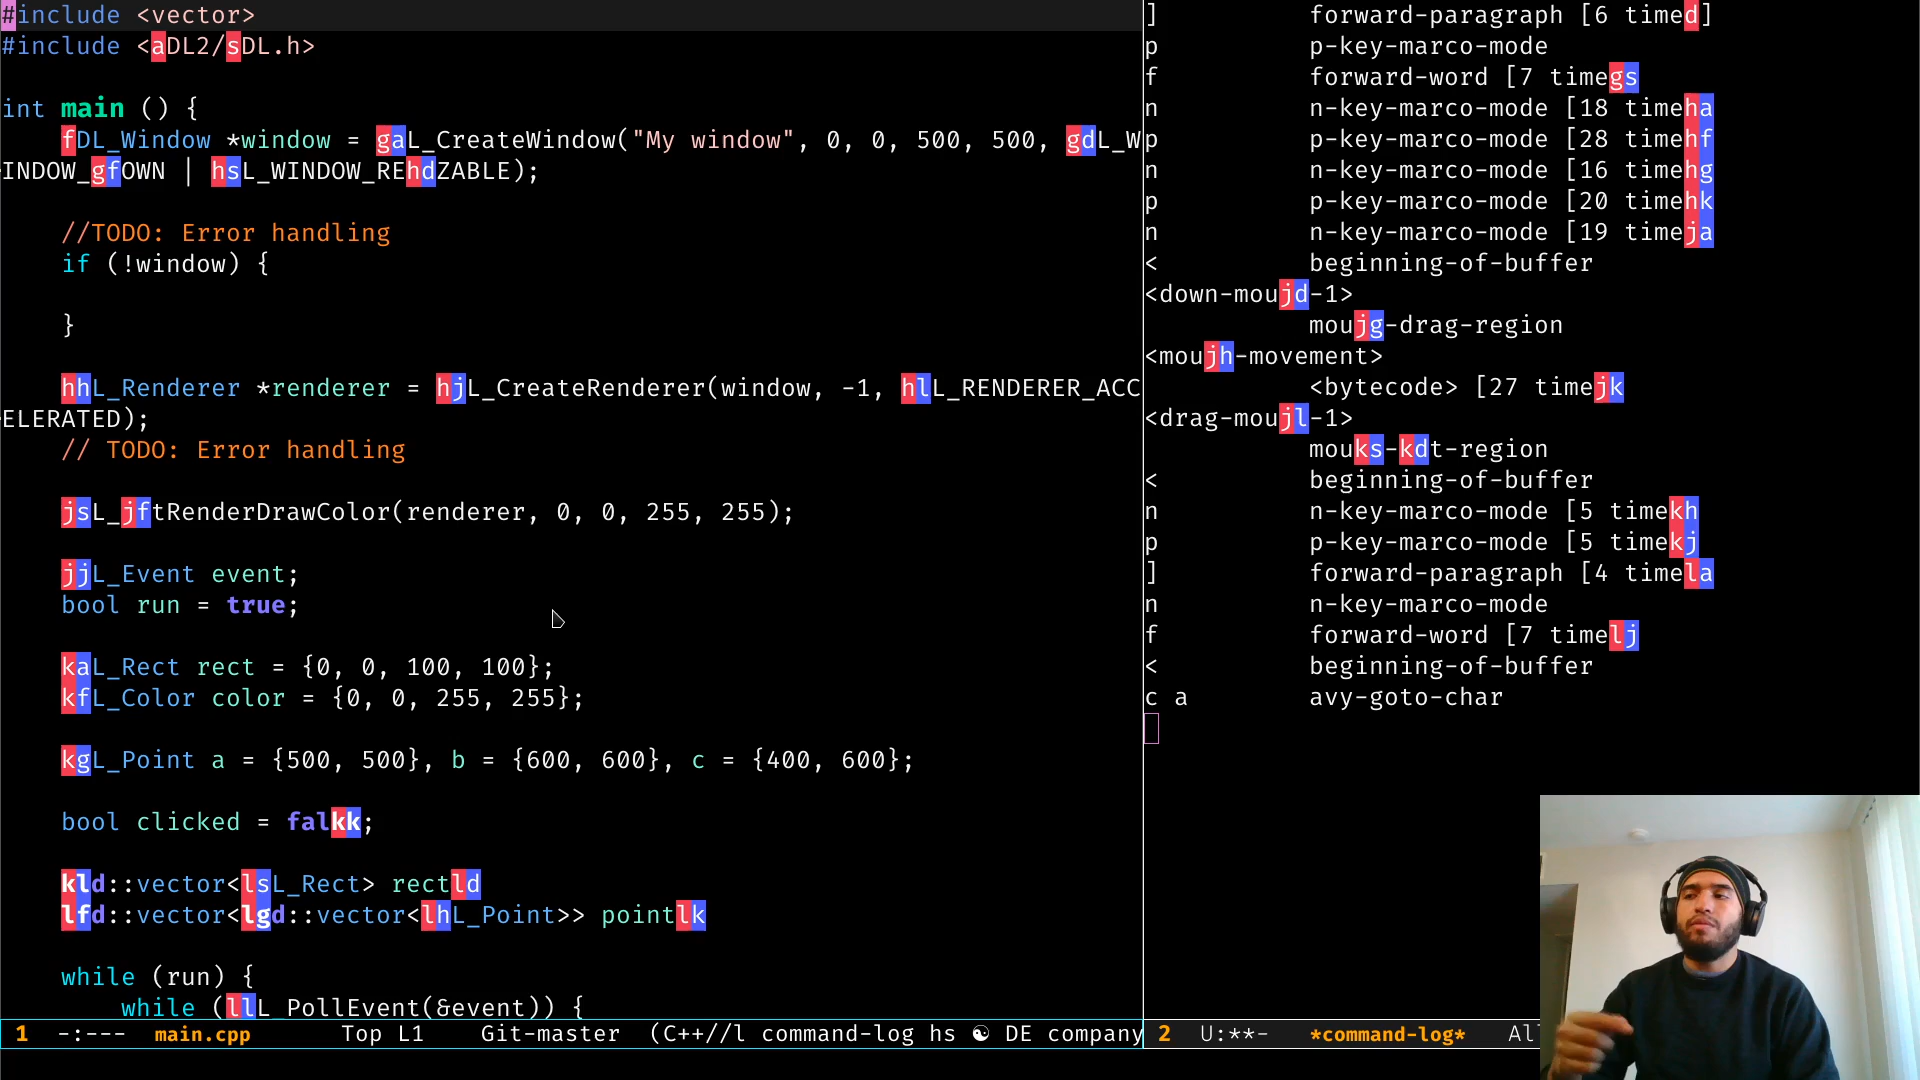 #include <vector>
#include <aDL2/sDL.h>
int main () {
fDL_Window *window = gaL_CreateWindow("My window", 0, 0, 500, 500, gdL_W
INDOW_gfOWN | hsL_WINDOW_REhdZABLE);
//TODO: Error handling
if (!window) {
}
hhL_Renderer *renderer = hjL_CreateRenderer(window, -1, hlL_RENDERER_ACC
ELERATED);
// TODO: Error handling
jsL_jftRenderDrawColor(renderer, 0, 0, 255, 255);
jjL_Event event;
bool run = true;
kaL_Rect rect = {0, 0, 100, 100};
kfL_Color color = {0, 0, 255, 255};
kgL_Point a = {500, 500}, b = {600, 600}, c = {400, 600};
bool clicked = falkk;
kld::vector<lsL_Rect> rectld
lfd::vector<lgd::vector<lhL_Point>> pointlk
while (run) {
while (llL_PollEvent(&event)) {
1 -:--- main.cpp Top L1 Git-master (C++//l command-log hs ☯ DE company
] forward-paragraph [6 timed]
p p-key-marco-mode
f forward-word [7 timegs
n n-key-marco-mode [18 timeha
p p-key-marco-mode [28 timehf
n n-key-marco-mode [16 timehg
p p-key-marco-mode [20 timehk
n n-key-marco-mode [19 timeja
< beginning-of-buffer
<down-moujd-1>
moujg-drag-region
<moujh-movement>
<bytecode> [27 timejk
<drag-moujl-1>
mouks-kdt-region
< beginning-of-buffer
n n-key-marco-mode [5 timekh
p p-key-marco-mode [5 timekj
] forward-paragraph [4 timela
n n-key-marco-mode
f forward-word [7 timelj
< beginning-of-buffer
c a avy-goto-char
2 U:**- *command-log* Al